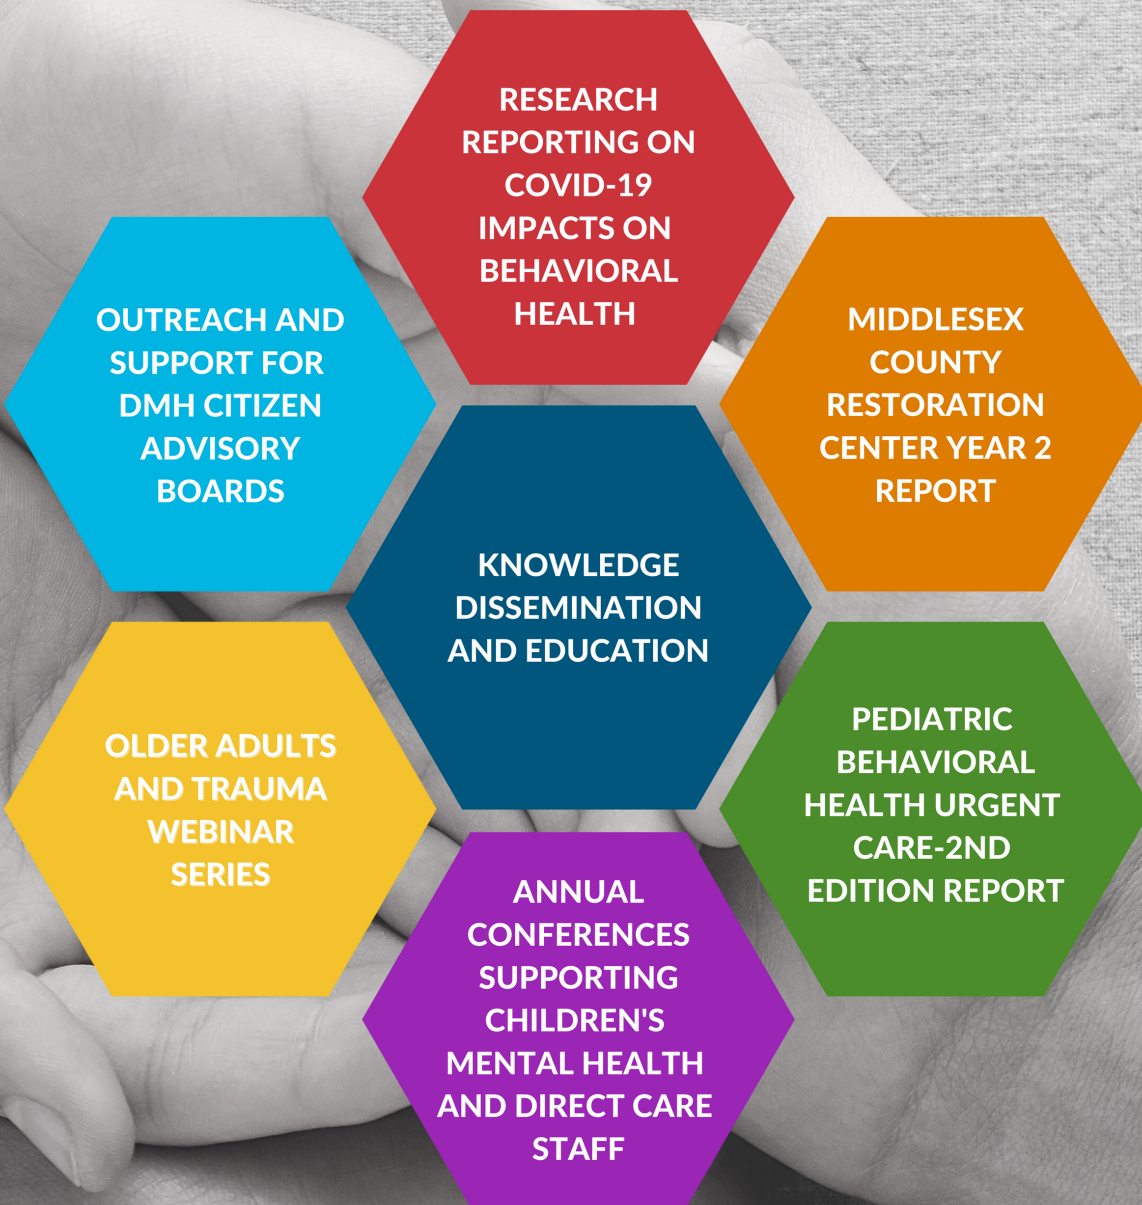 RESEARCH
REPORTING ON
COVID-19
IMPACTS ON
BEHAVIORAL
HEALTH
OUTREACH AND
SUPPORT FOR
DMH CITIZEN
ADVISORY
BOARDS
MIDDLESEX
COUNTY
RESTORATION
CENTER YEAR 2
REPORT
KNOWLEDGE
DISSEMINATION
AND EDUCATION
OLDER ADULTS
AND TRAUMA
WEBINAR
SERIES
PEDIATRIC
BEHAVIORAL
HEALTH URGENT
CARE-2ND
EDITION REPORT
ANNUAL
CONFERENCES
SUPPORTING
CHILDREN'S
MENTAL HEALTH
AND DIRECT CARE
STAFF